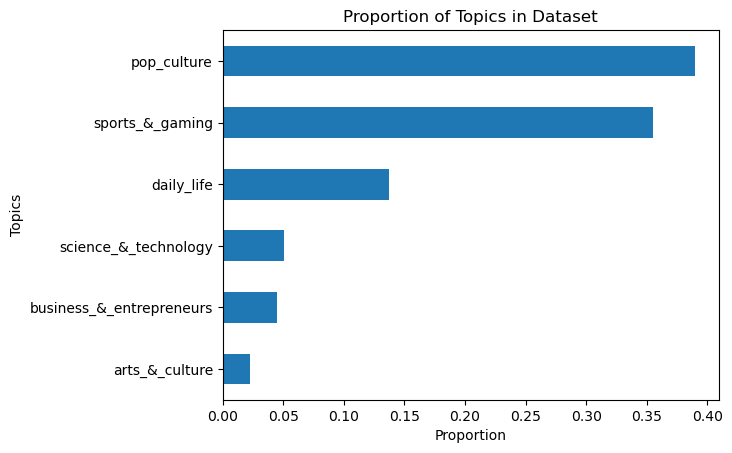 Proportion of Topics in Dataset
Topics
pop_culture
sports_&_gaming
daily_life
science_&_technology
business_&_entrepreneurs
arts_&_culture
0.00 0.05 0.10 0.15 0.20 0.25 0.30 0.35 0.40
Proportion